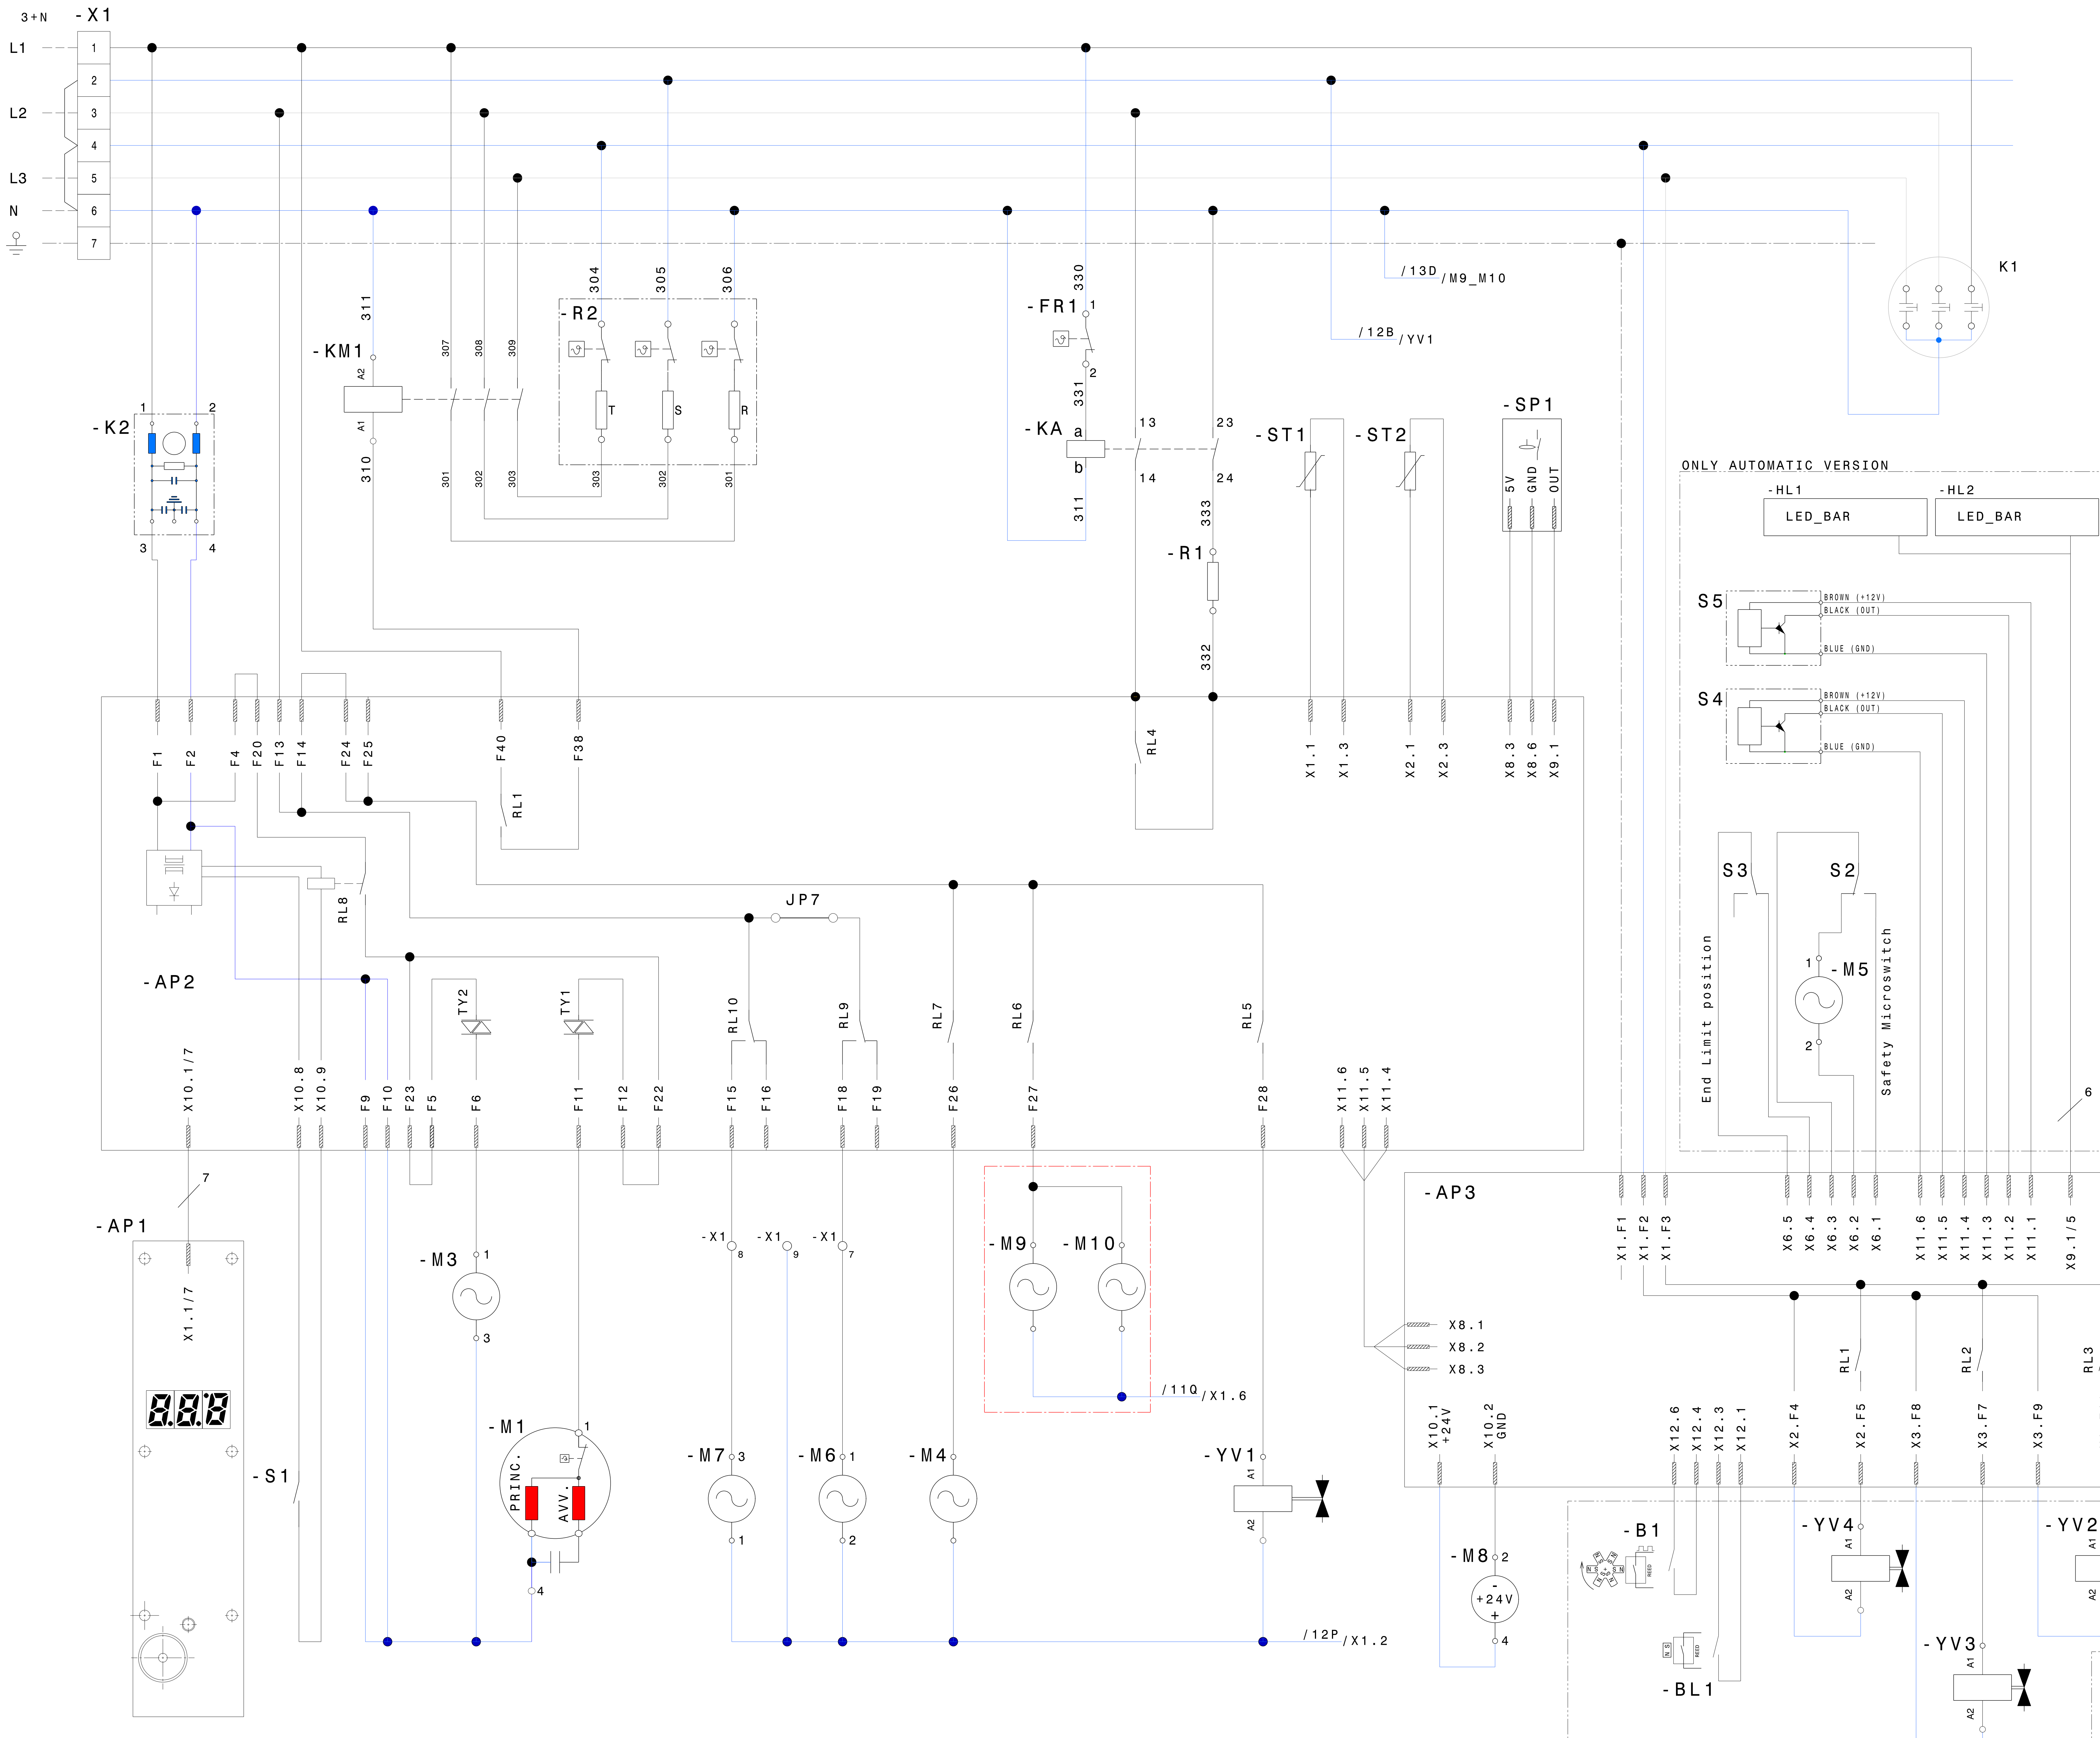 3+N -X1
L1 1
2
L2 3
4
L3 5
N 6
7
K1
304 305 306
311
330
/13D /M9_M10
-R2
-FR1 1
/12B /YV1
307 308 309
-KM1
A2
2
T S R
331
A1
1 2
-K2
13 23
-KA a
b
-ST1 -ST2 -SP1
5V GND OUT
310
301 302 303
303 302 301
14 24
311
333
3 4
-R1
332
ONLY AUTOMATIC VERSION
-HL1 -HL2
LED_BAR LED_BAR
S5
BROWN (+12V)
BLACK (OUT)
BLUE (GND)
S4
BROWN (+12V)
BLACK (OUT)
BLUE (GND)
F1 F2 F4 F20 F13 F14 F24 F25 F40 F38
RL4
X1.1 X1.3 X2.1 X2.3 X8.3 X8.6 X9.1
RL1
RL8
JP7
S3 S2
End Limit position
1
-M5
2
Safety Microswitch
6
-AP2
TY2 TY1 RL10 RL9 RL7 RL6 RL5
X10.1/7 X10.8 X10.9 F9 F10 F23 F5 F6 F11 F12 F22 F15 F16 F18 F19 F26 F27 F28 X11.6 X11.5 X11.4
7
-AP1
X1.1/7
8.8.8
-AP3
X1.F1 X1.F2 X1.F3 X6.5 X6.4 X6.3 X6.2 X6.1 X11.6 X11.5 X11.4 X11.3 X11.2 X11.1 X9.1/5
-M3 1
3
-X1 8
-X1 9
-X1 7
-M9 -M10
/11Q /X1.6
X8.1
X8.2
X8.3
RL1 RL2 RL3
X10.1 +24V
X10.2 GND
X12.6 X12.4 X12.3 X12.1 X2.F4 X2.F5 X3.F8 X3.F7 X3.F9
-S1
-M1 1
PRINC. AVV.
4
-M7 3
1
-M6 1
2
-M4
-YV1
A1
A2
/12P /X1.2
-M8 2
-
+24V
+
4
-B1
N S S N
REED
-BL1
N S
REED
-YV4
A1
A2
-YV3
A1
A2
-YV2
A1
A2